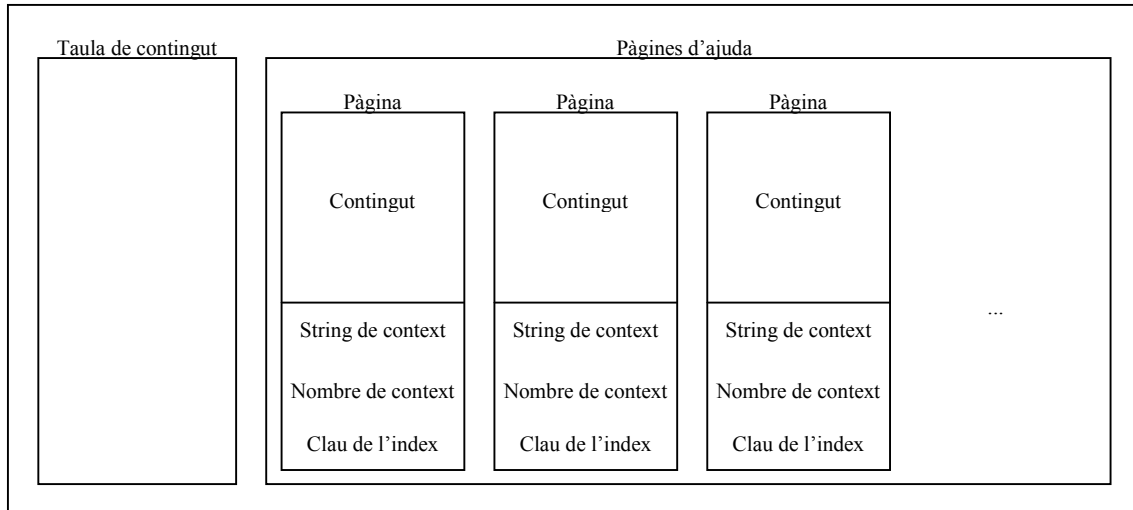 Taula de contingut
Pàgines d’ajuda
Pàgina
Pàgina
Pàgina
Contingut
Contingut
Contingut
String de context
String de context
String de context
...
Nombre de context
Nombre de context
Nombre de context
Clau de l’index
Clau de l’index
Clau de l’index